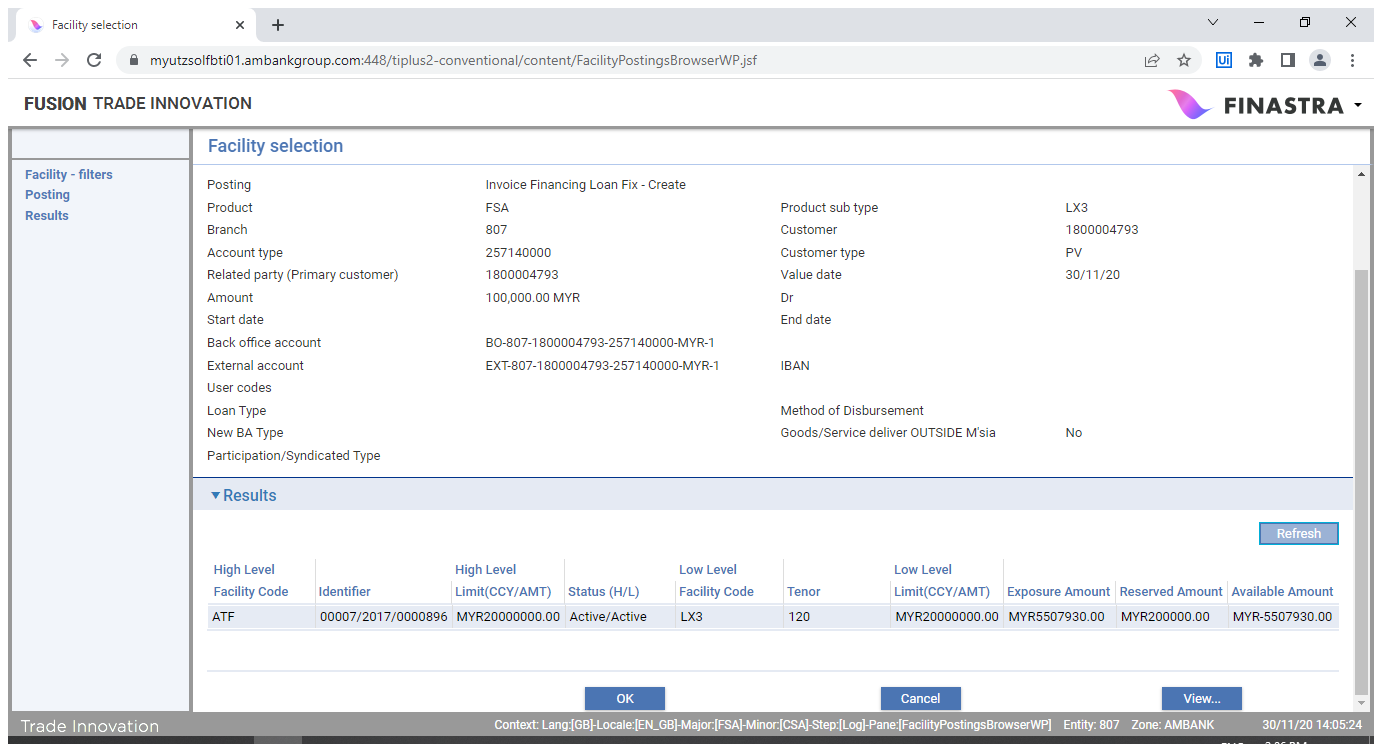 Facility selection
myutzsolfbti01.ambankgroup.com:448/tiplus2-conventional/content/FacilityPostingsBrowserWP.jsf
Ui
FUSION TRADE INNOVATION
FINASTRA
Facility - filters
Posting
Results
Facility selection
Posting Invoice Financing Loan Fix - Create
Product FSA Product sub type LX3
Branch 807 Customer 1800004793
Account type 257140000 Customer type PV
Related party (Primary customer) 1800004793 Value date 30/11/20
Amount 100,000.00 MYR Dr
Start date End date
Back office account BO-807-1800004793-257140000-MYR-1
External account EXT-807-1800004793-257140000-MYR-1 IBAN
User codes
Loan Type Method of Disbursement
New BA Type Goods/Service deliver OUTSIDE M'sia No
Participation/Syndicated Type
Results
Refresh
High Level High Level Low Level Low Level
Facility Code Identifier Limit(CCY/AMT) Status (H/L) Facility Code Tenor Limit(CCY/AMT) Exposure Amount Reserved Amount Available Amount
ATF 00007/2017/0000896 MYR20000000.00 Active/Active LX3 120 MYR20000000.00 MYR5507930.00 MYR200000.00 MYR-5507930.00
OK Cancel View...
Trade Innovation Context: Lang:[GB]-Locale:[EN_GB]-Major:[FSA]-Minor:[CSA]-Step:[Log]-Pane:[FacilityPostingsBrowserWP] Entity: 807 Zone: AMBANK 30/11/20 14:05:24